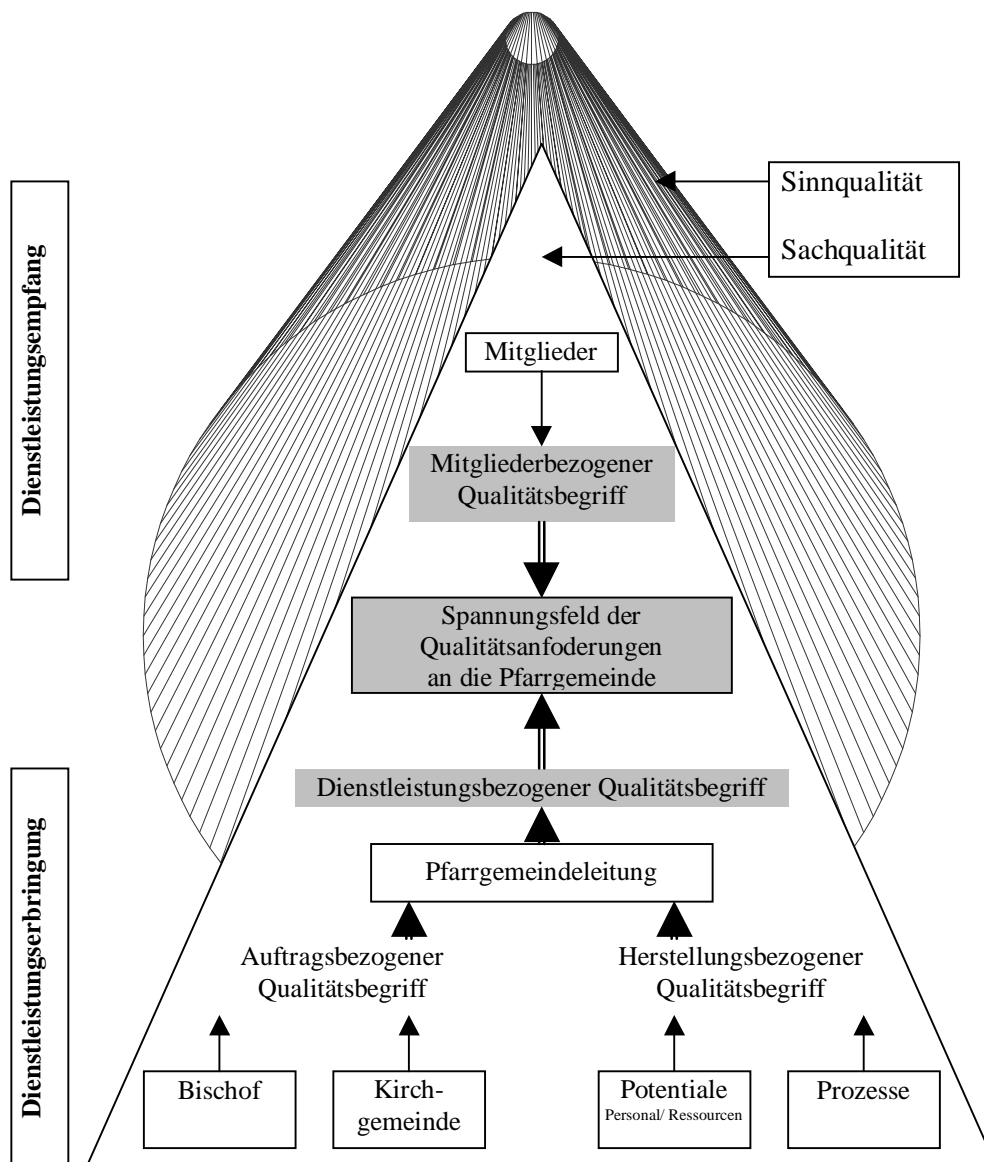 Sinnqualität
Sachqualität
Dienstleistungsempfang
Mitglieder
Mitgliederbezogener
Qualitätsbegriff
Spannungsfeld der
Qualitätsanfoderungen
an die Pfarrgemeinde
Dienstleistungsbezogener Qualitätsbegriff
Dienstleistungserbringung
Pfarrgemeindeleitung
Auftragsbezogener
Qualitätsbegriff
Herstellungsbezogener
Qualitätsbegriff
Bischof
Kirch-
gemeinde
Potentiale
Personal/ Ressourcen
Prozesse